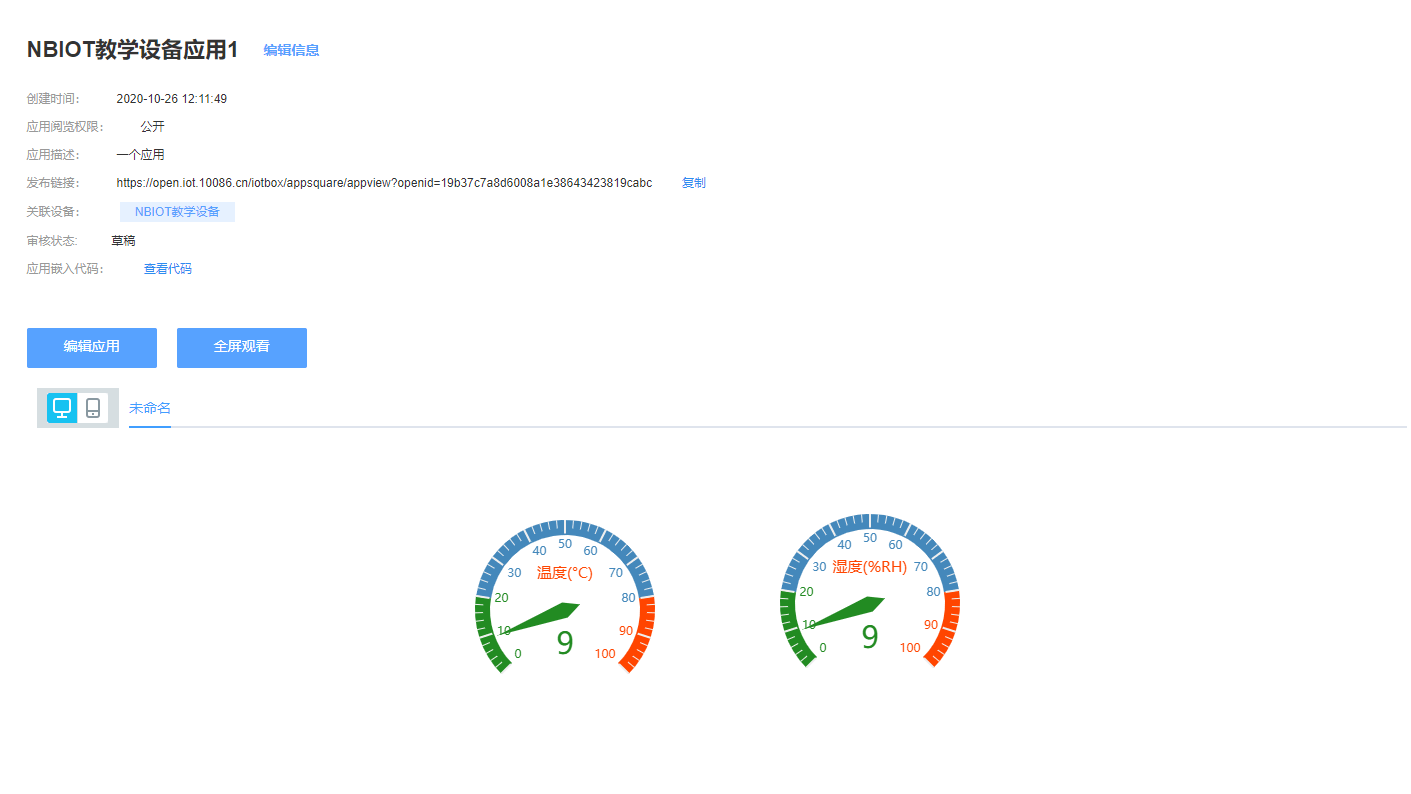 NBIOT教学设备应用1 编辑信息
创建时间： 2020-10-26 12:11:49
应用阅览权限： 公开
应用描述： 一个应用
发布链接： https://open.iot.10086.cn/iotbox/appsquare/appview?openid=19b37c7a8d6008a1e38643423819cabc 复制
关联设备： NBIOT教学设备
审核状态: 草稿
应用嵌入代码： 查看代码
编辑应用 全屏观看
未命名
0 10 20 30 40 50 60 70 80 90 100
温度(°C)
9
0 10 20 30 40 50 60 70 80 90 100
湿度(%RH)
9